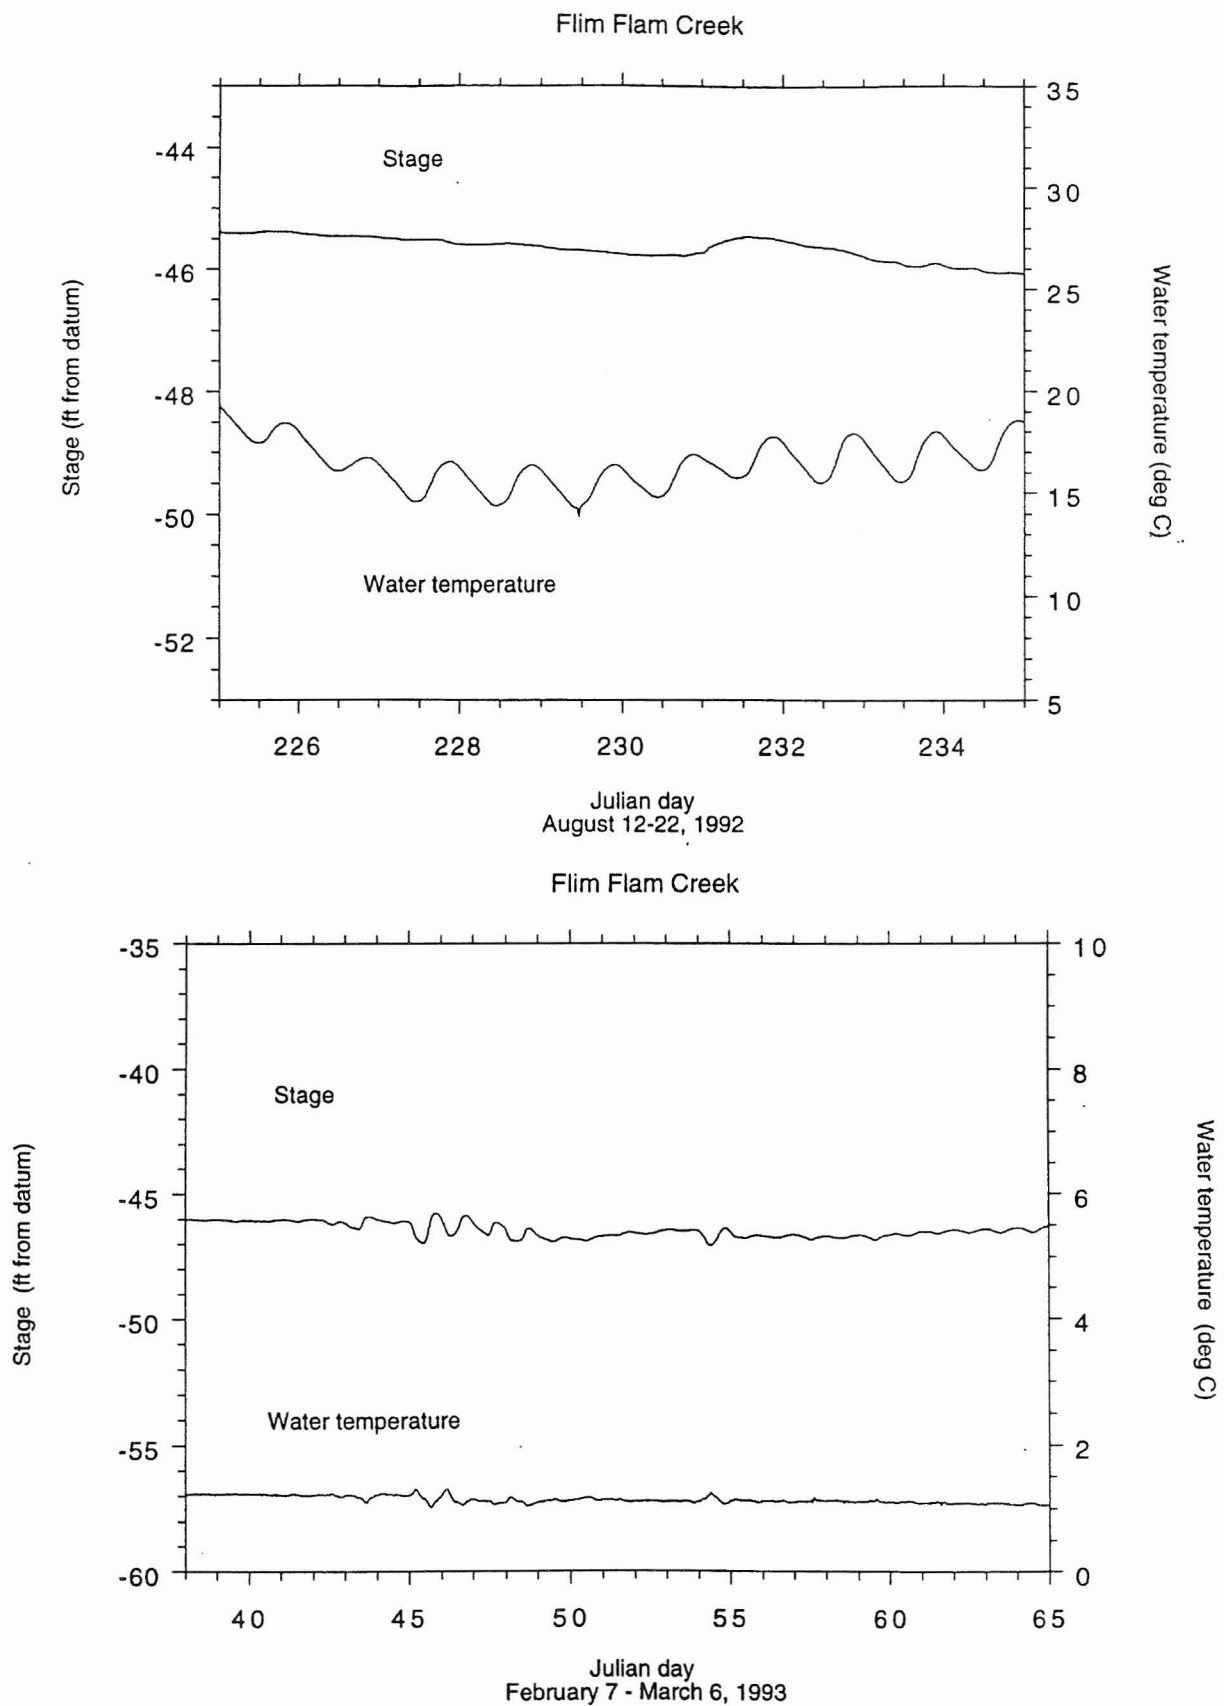 Flim Flam Creek
35
-44
Stage
30
-46
25
Stage (ft from datum)
Water temperature (deg C)
-48
20
15
-50
Water temperature
10
-52
5
226 228 230 232 234
Julian day
August 12-22, 1992
Flim Flam Creek
-35
10
-40
8
Stage
-45
6
Stage (ft from datum)
Water temperature (deg C)
-50
4
Water temperature
-55
2
-60
0
40 45 50 55 60 65
Julian day
February 7 - March 6, 1993